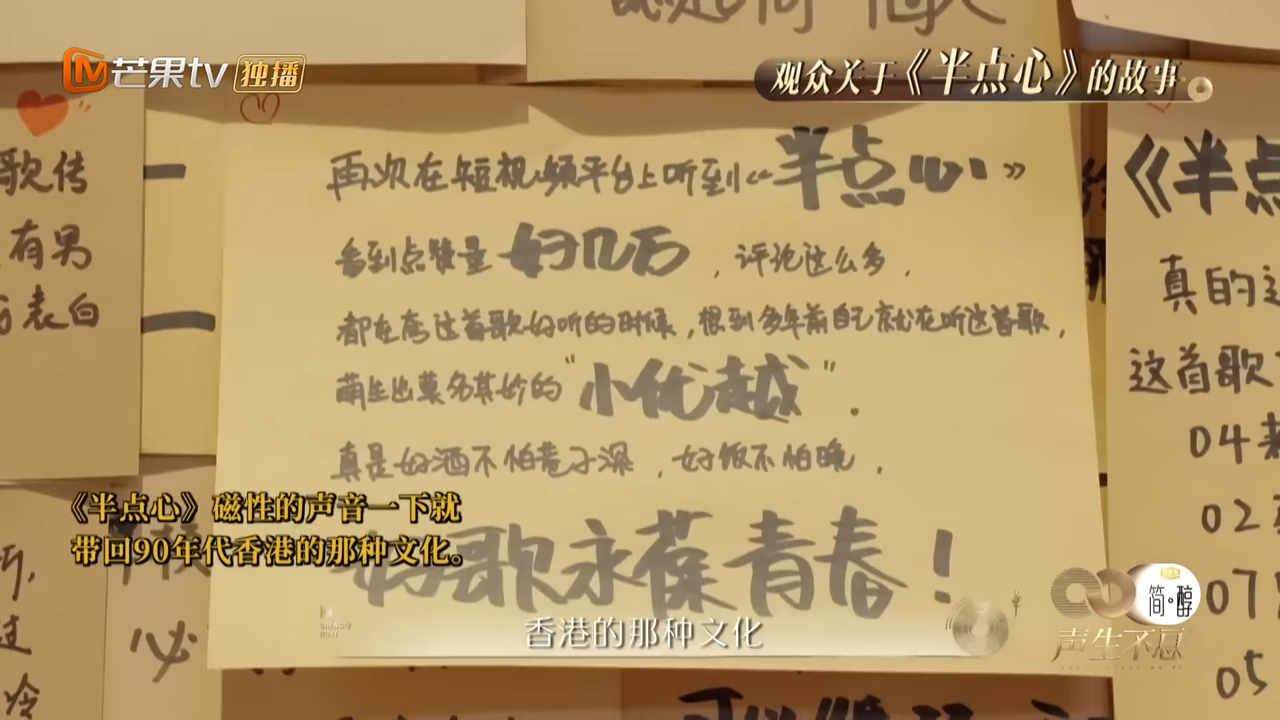 芒果tv 独播
观众关于《半点心》的故事
再次在短视频平台上听到《半点心》
看到点赞量好几万，评论这么多，
都在夸这首歌好听的时候，想到多年前自己就在听这首歌，
萌生出莫名其妙的“小优越”。
真是好酒不怕巷子深，好饭不怕晚，
好歌永葆青春！
歌传
有男
表白
《半点
真的这
这首歌
04
02
07
05
必
过
冷
《半点心》磁性的声音一下就
带回90年代香港的那种文化。
香港的那种文化
简·醇
声生不息